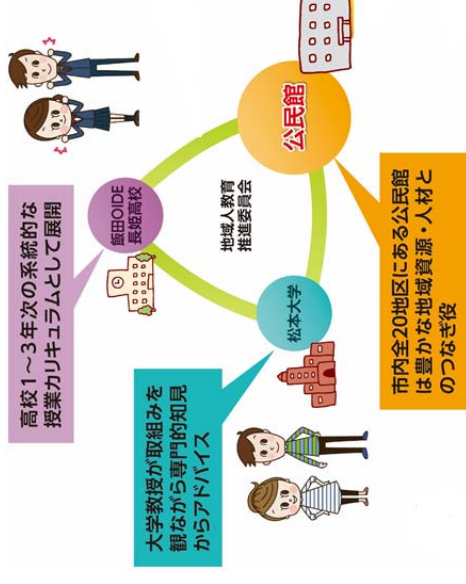 高校1～3年次の系統的な
授業カリキュラムとして展開
飯田OIDE
長姫高校
地域人教育
推進委員会
公民館
松本大学
大学教授が取組みを
観ながら専門的知見
からアドバイス
市内全20地区にある公民館
は豊かな地域資源・人材と
のつなぎ役